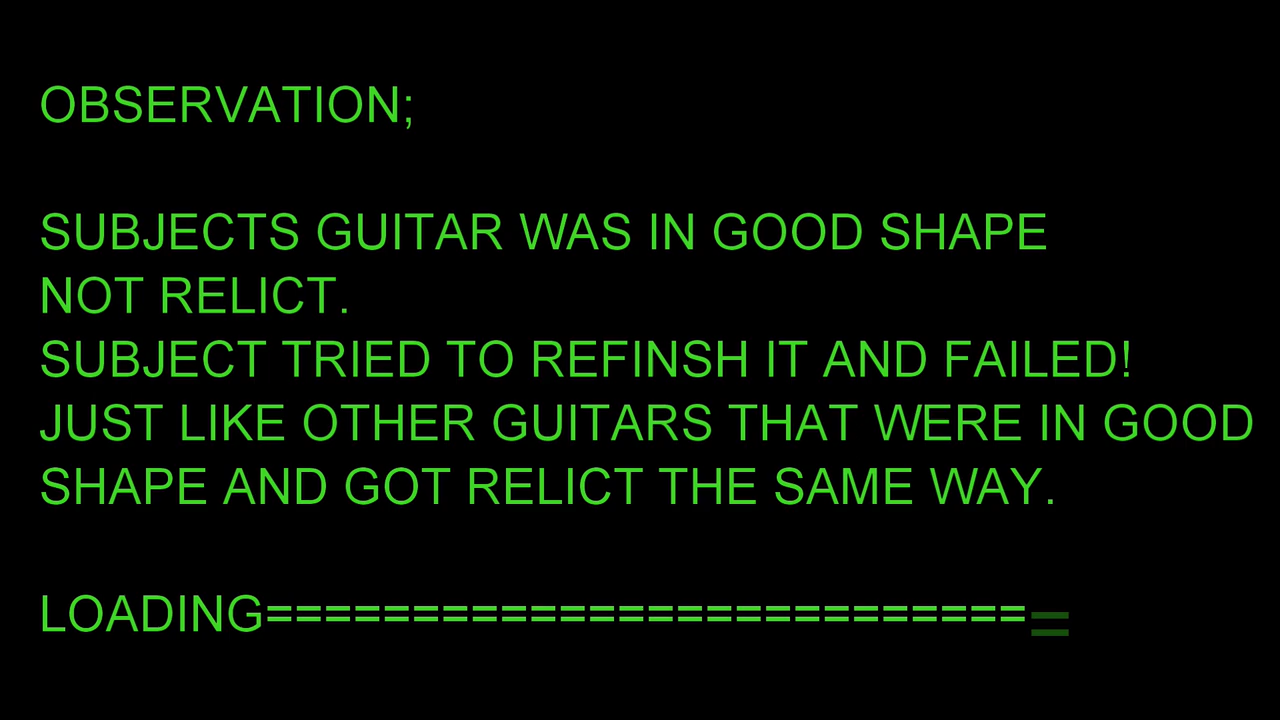 OBSERVATION;
SUBJECTS GUITAR WAS IN GOOD SHAPE
NOT RELICT.
SUBJECT TRIED TO REFINSH IT AND FAILED!
JUST LIKE OTHER GUITARS THAT WERE IN GOOD
SHAPE AND GOT RELICT THE SAME WAY.
LOADING===========================